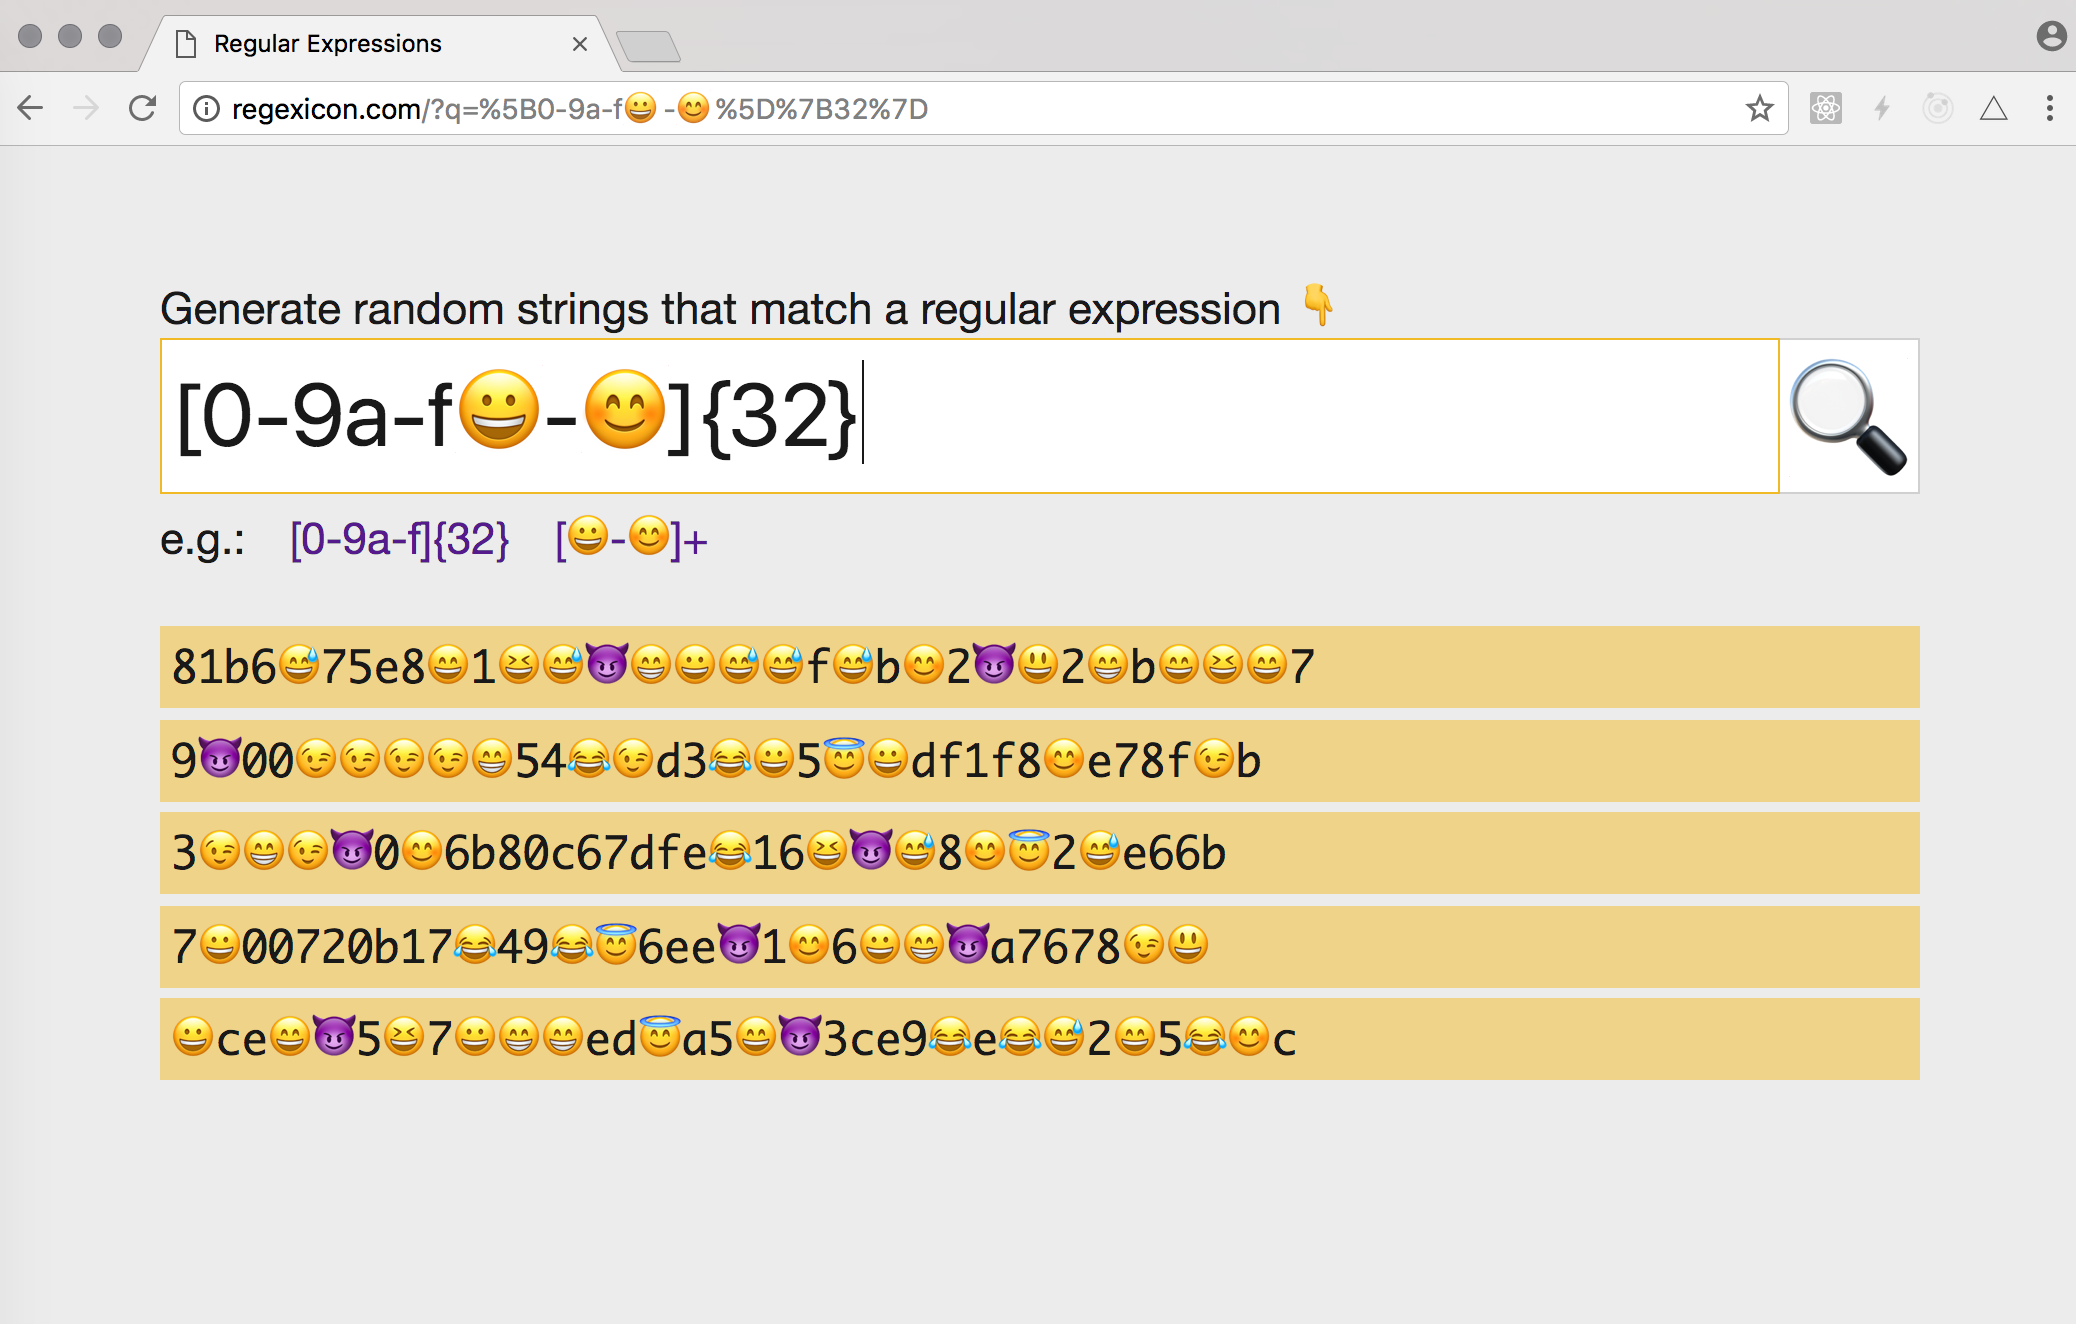 Regular Expressions
regexicon.com/?q=%5B0-9a-f😀-😊%5D%7B32%7D
Generate random strings that match a regular expression 👇
[0-9a-f😀-😊]{32}
e.g.: [0-9a-f]{32} [😀-😊]+
81b6😅75e8😄1😆😅😈😁😀😅😅f😅b😊2😈😃2😁b😄😆😄7
9😈00😉😉😉😉😁54😂😉d3😂😀5😇😀df1f8😊e78f😉b
3😉😁😉😈0😊6b80c67dfe😂16😆😈😅8😊😇2😅e66b
7😀00720b17😂49😂😇6ee😈1😊6😀😁😈a7678😉😃
😀ce😄😈5😆7😀😁😁ed😇a5😄😈3ce9😂e😂😅2😄5😂😊c